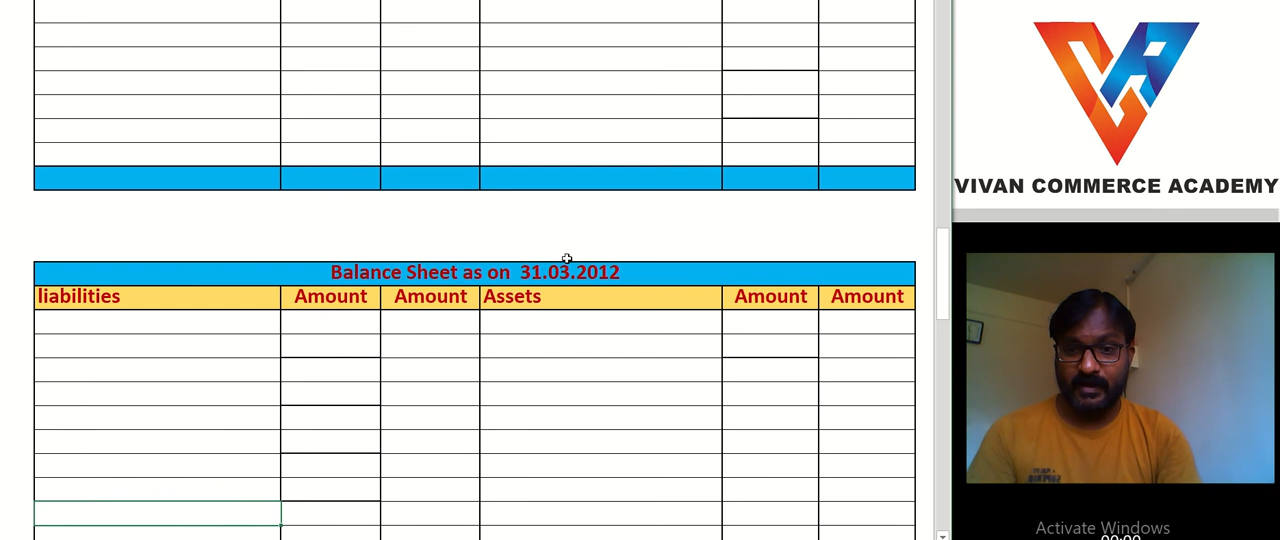 VIVAN COMMERCE ACADEMY
Balance Sheet as on 31.03.2012
liabilities Amount Amount Assets Amount Amount
Activate Windows